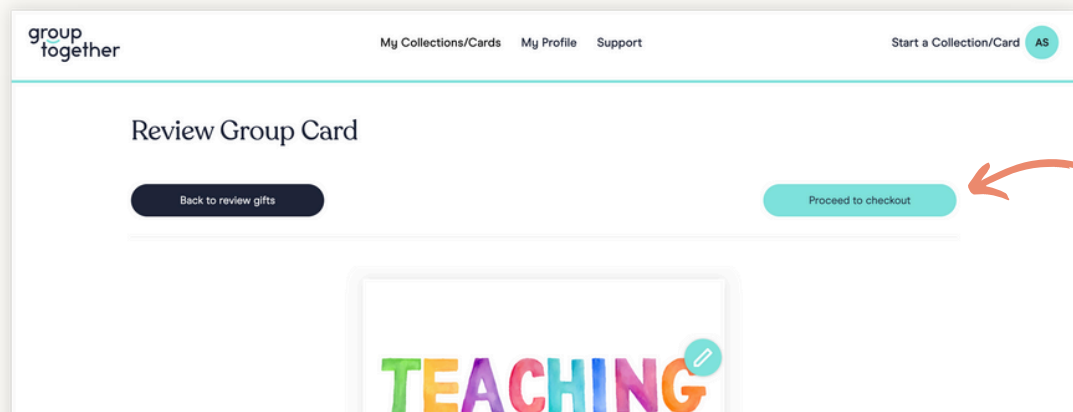 group
together
My Collections/Cards My Profile Support
Start a Collection/Card AS
Review Group Card
Back to review gifts
Proceed to checkout
TEACHING